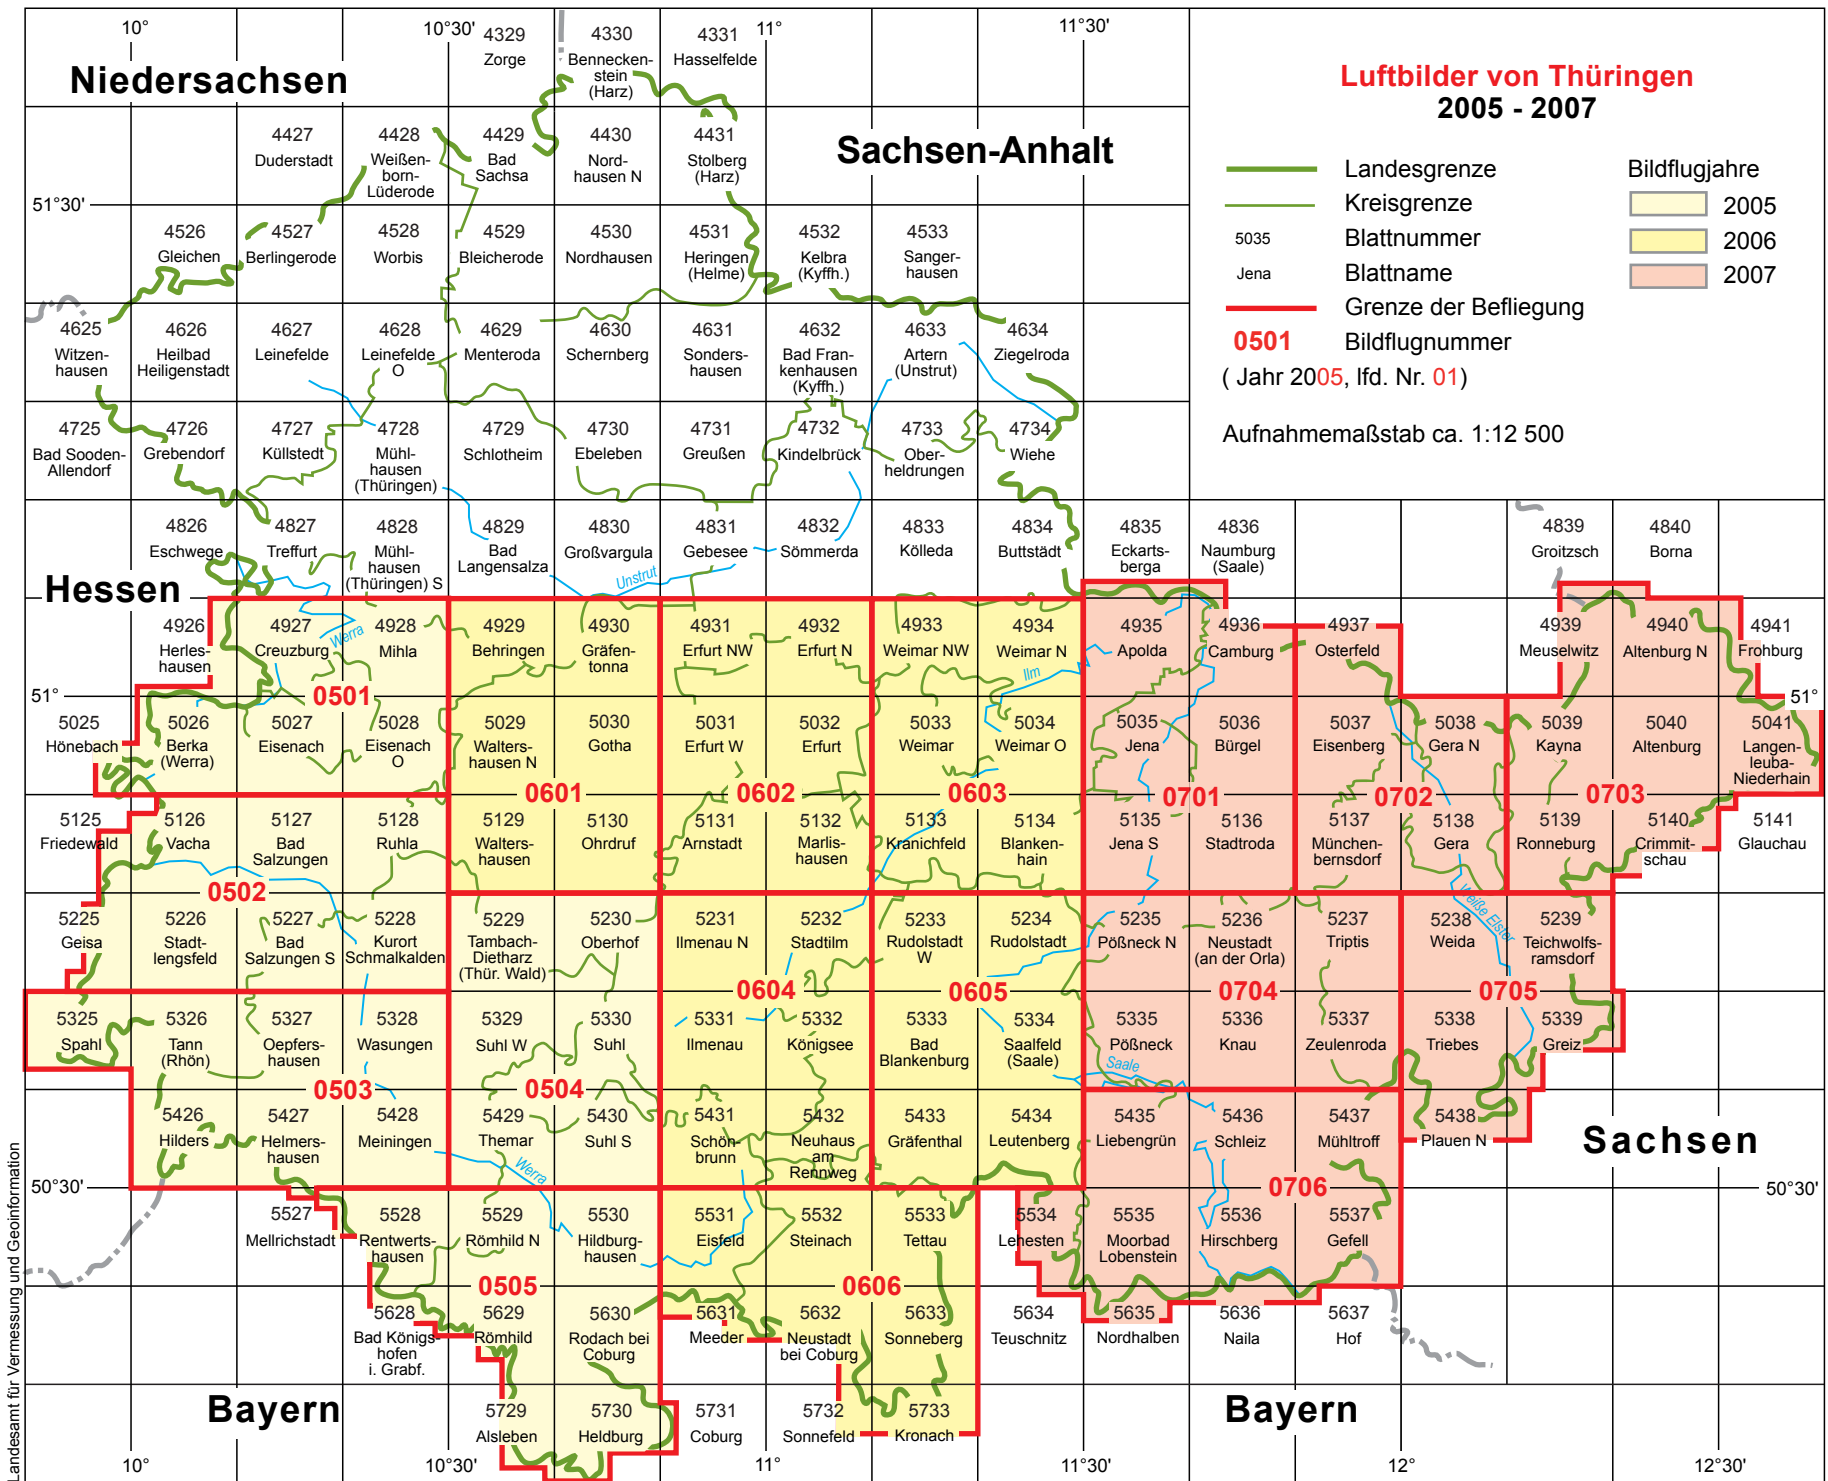 10°
10°30'
11°
11°30'
4329
Zorge
4330
Bennecken-
stein
(Harz)
4331
Hasselfelde
Niedersachsen
Luftbilder von Thüringen
2005 - 2007
Landesgrenze
Kreisgrenze
5035
Blattnummer
Jena
Blattname
Grenze der Befliegung
0501
Bildflugnummer
( Jahr 2005, lfd. Nr. 01)
Aufnahmemaßstab ca. 1:12 500
Bildflugjahre
2005
2006
2007
4427
Duderstadt
4428
Weißen-
born-
Lüderode
4429
Bad
Sachsa
4430
Nord-
hausen N
4431
Stolberg
(Harz)
Sachsen-Anhalt
51°30'
4526
Gleichen
4527
Berlingerode
4528
Worbis
4529
Bleicherode
4530
Nordhausen
4531
Heringen
(Helme)
4532
Kelbra
(Kyffh.)
4533
Sanger-
hausen
4625
Witzen-
hausen
4626
Heilbad
Heiligenstadt
4627
Leinefelde
4628
Leinefelde
O
4629
Menteroda
4630
Schernberg
4631
Sonders-
hausen
4632
Bad Fran-
kenhausen
(Kyffh.)
4633
Artern
(Unstrut)
4634
Ziegelroda
4725
Bad Sooden-
Allendorf
4726
Grebendorf
4727
Küllstedt
4728
Mühl-
hausen
(Thüringen)
4729
Schlotheim
4730
Ebeleben
4731
Greußen
4732
Kindelbrück
4733
Ober-
heldrungen
4734
Wiehe
4826
Eschwege
4827
Treffurt
4828
Mühl-
hausen
(Thüringen) S
4829
Bad
Langensalza
4830
Großvargula
4831
Gebesee
4832
Sömmerda
4833
Kölleda
4834
Buttstädt
4835
Eckarts-
berga
4836
Naumburg
(Saale)
4839
Groitzsch
4840
Borna
Unstrut
Hessen
4926
Herles-
hausen
4927
Creuzburg
Werra
4928
Mihla
4929
Behringen
4930
Gräfen-
tonna
4931
Erfurt NW
4932
Erfurt N
4933
Weimar NW
4934
Weimar N
Ilm
4935
Apolda
4936
Camburg
4937
Osterfeld
4939
Meuselwitz
4940
Altenburg N
4941
Frohburg
51°
0501
51°
5025
Hönebach
5026
Berka
(Werra)
5027
Eisenach
5028
Eisenach
O
5029
Walters-
hausen N
5030
Gotha
5031
Erfurt W
5032
Erfurt
5033
Weimar
5034
Weimar O
5035
Jena
5036
Bürgel
5037
Eisenberg
5038
Gera N
5039
Kayna
5040
Altenburg
5041
Langen-
leuba-
Niederhain
0601
0602
0603
0701
0702
0703
5125
Friedewald
5126
Vacha
5127
Bad
Salzungen
5128
Ruhla
5129
Walters-
hausen
5130
Ohrdruf
5131
Arnstadt
5132
Marlis-
hausen
5133
Kranichfeld
5134
Blanken-
hain
5135
Jena S
5136
Stadtroda
5137
München-
bernsdorf
5138
Gera
5139
Ronneburg
5140
Crimmit-
schau
5141
Glauchau
0502
Weiße Elster
5225
Geisa
5226
Stadt-
lengsfeld
5227
Bad
Salzungen S
5228
Kurort
Schmalkalden
5229
Tambach-
Dietharz
(Thür. Wald)
5230
Oberhof
5231
Ilmenau N
5232
Stadtilm
5233
Rudolstadt
W
5234
Rudolstadt
5235
Pößneck N
5236
Neustadt
(an der Orla)
5237
Triptis
5238
Weida
5239
Teichwolfs-
ramsdorf
0604
0605
0704
0705
5325
Spahl
5326
Tann
(Rhön)
5327
Oepfers-
hausen
5328
Wasungen
5329
Suhl W
5330
Suhl
5331
Ilmenau
5332
Königsee
5333
Bad
Blankenburg
5334
Saalfeld
(Saale)
5335
Pößneck
5336
Knau
5337
Zeulenroda
5338
Triebes
5339
Greiz
Saale
0503
0504
5426
Hilders
5427
Helmers-
hausen
5428
Meiningen
5429
Themar
5430
Suhl S
5431
Schön-
brunn
5432
Neuhaus
am
Rennweg
5433
Gräfenthal
5434
Leutenberg
5435
Liebengrün
5436
Schleiz
5437
Mühltroff
5438
Plauen N
Sachsen
Werra
50°30'
0706
50°30'
5527
Mellrichstadt
5528
Rentwerts-
hausen
5529
Römhild N
5530
Hildburg-
hausen
5531
Eisfeld
5532
Steinach
5533
Tettau
5534
Lehesten
5535
Moorbad
Lobenstein
5536
Hirschberg
5537
Gefell
0505
0606
5628
Bad Königs-
hofen
i. Grabf.
5629
Römhild
5630
Rodach bei
Coburg
5631
Meeder
5632
Neustadt
bei Coburg
5633
Sonneberg
5634
Teuschnitz
5635
Nordhalben
5636
Naila
5637
Hof
Bayern
5729
Alsleben
5730
Heldburg
5731
Coburg
5732
Sonnefeld
5733
Kronach
Bayern
10°
10°30'
11°
11°30'
12°
12°30'
Landesamt für Vermessung und Geoinformation